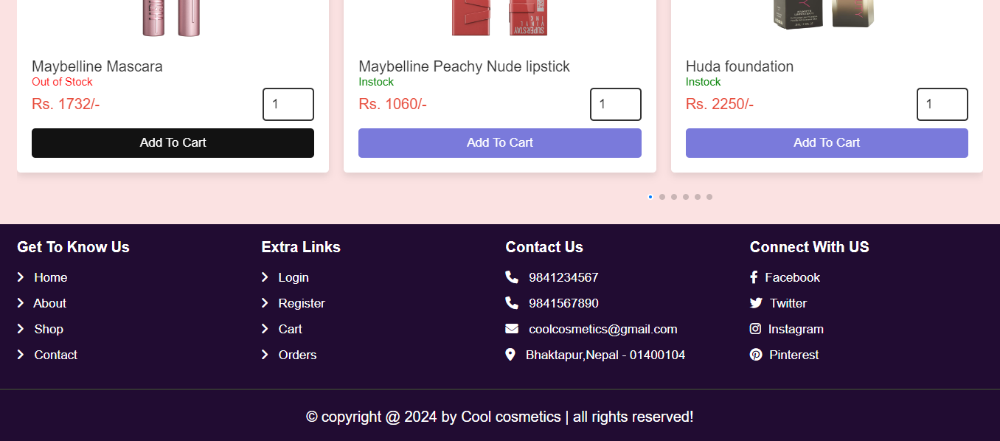 SUPERSTAY
VINYL
INK
Maybelline Mascara
Out of Stock
Rs. 1732/-
1
Add To Cart
Maybelline Peachy Nude lipstick
Instock
Rs. 1060/-
1
Add To Cart
Huda foundation
Instock
Rs. 2250/-
1
Add To Cart
Get To Know Us
Home
About
Shop
Contact
Extra Links
Login
Register
Cart
Orders
Contact Us
9841234567
9841567890
coolcosmetics@gmail.com
Bhaktapur,Nepal - 01400104
Connect With US
Facebook
Twitter
Instagram
Pinterest
© copyright @ 2024 by Cool cosmetics | all rights reserved!